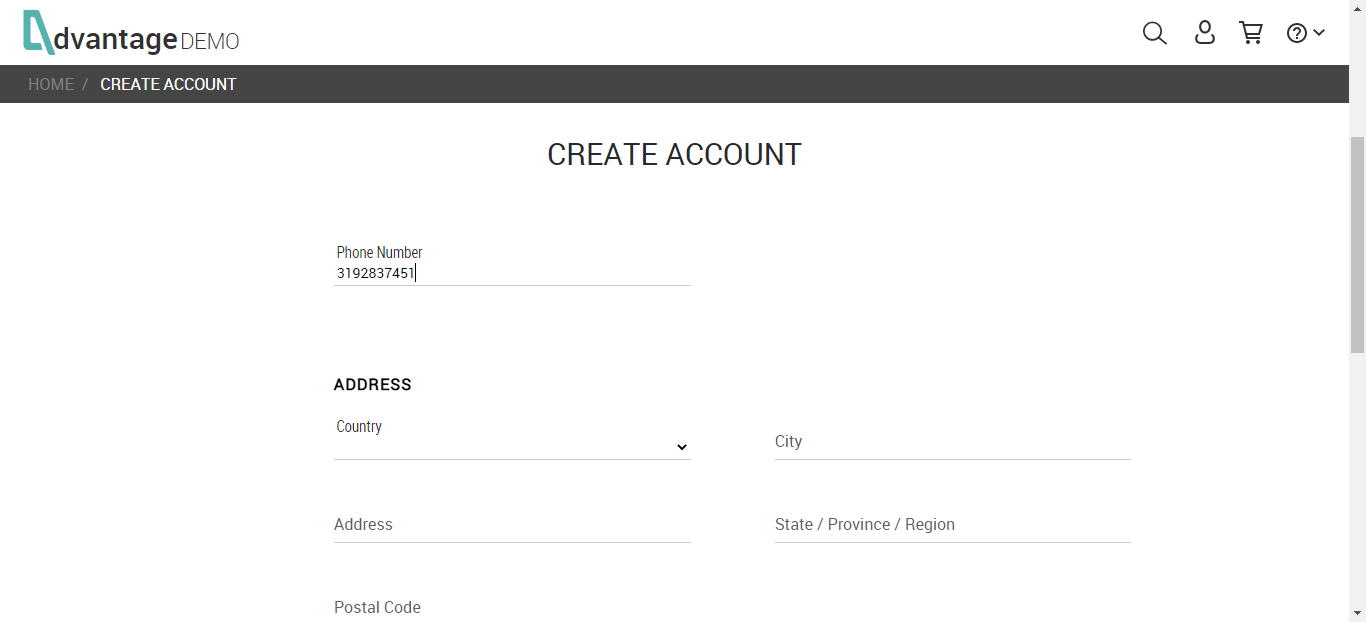 dvantage DEMO
HOME / CREATE ACCOUNT
CREATE ACCOUNT
Phone Number
3192837451
ADDRESS
Country
City
Address
State / Province / Region
Postal Code